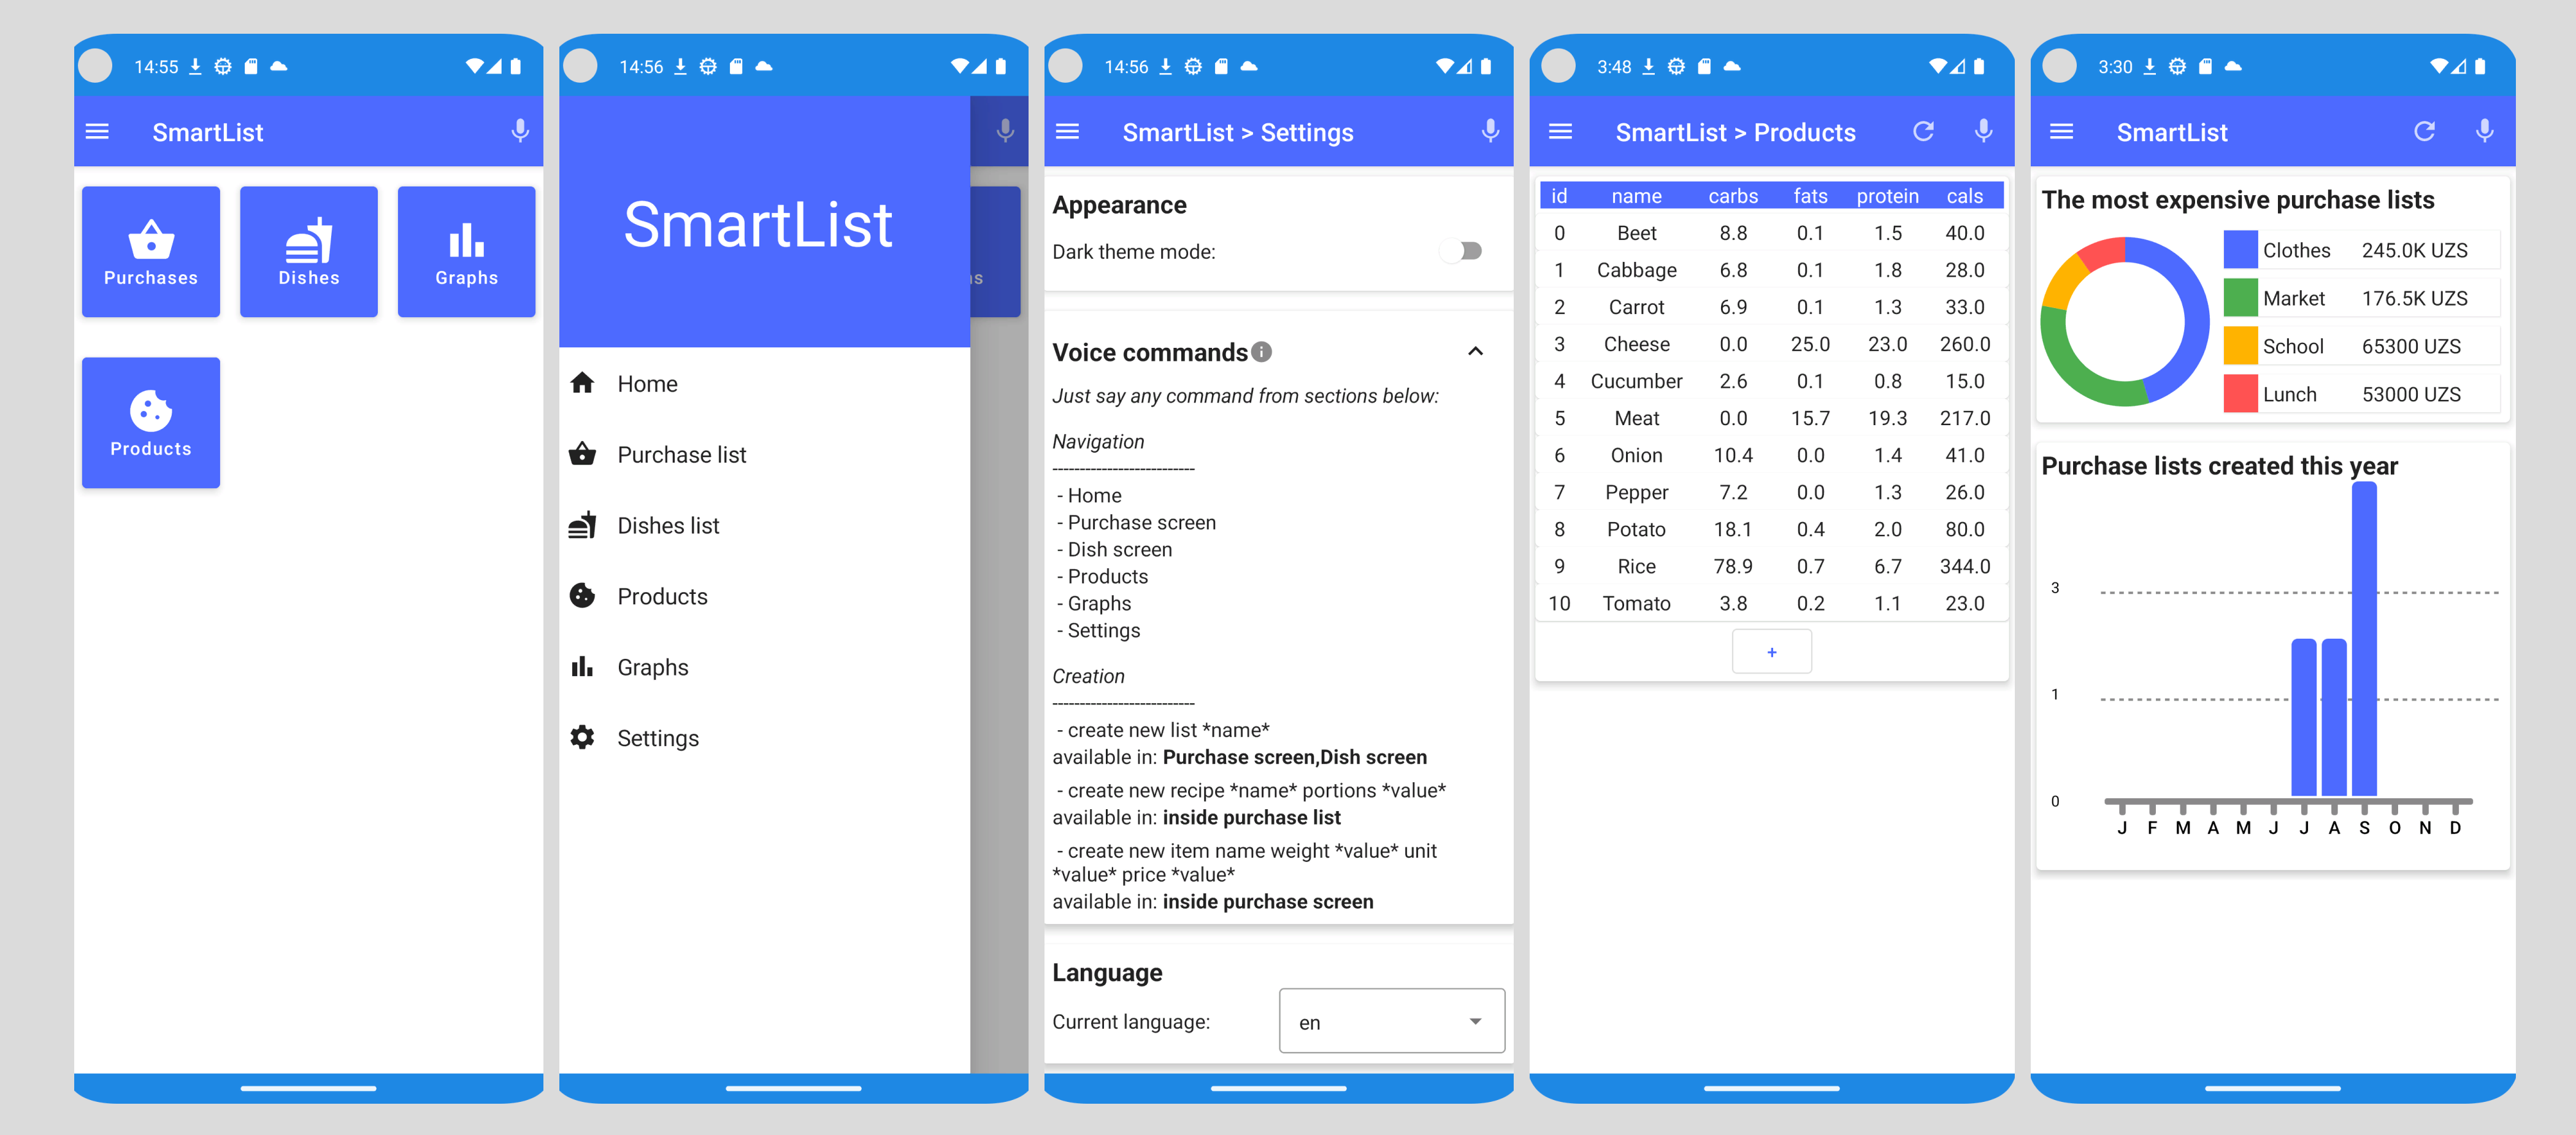 14:55
SmartList
Purchases
Dishes
Graphs
Products
14:56
SmartList
Home
Purchase list
Dishes list
Products
Graphs
Settings
s
14:56
SmartList > Settings
Appearance
Dark theme mode:
Voice commands
Just say any command from sections below:
Navigation
--------------------------
- Home
- Purchase screen
- Dish screen
- Products
- Graphs
- Settings
Creation
--------------------------
- create new list *name*
available in: Purchase screen,Dish screen
- create new recipe *name* portions *value*
available in: inside purchase list
- create new item name weight *value* unit
*value* price *value*
available in: inside purchase screen
Language
Current language:
en
3:48
SmartList > Products
id name carbs fats protein cals
0 Beet 8.8 0.1 1.5 40.0
1 Cabbage 6.8 0.1 1.8 28.0
2 Carrot 6.9 0.1 1.3 33.0
3 Cheese 0.0 25.0 23.0 260.0
4 Cucumber 2.6 0.1 0.8 15.0
5 Meat 0.0 15.7 19.3 217.0
6 Onion 10.4 0.0 1.4 41.0
7 Pepper 7.2 0.0 1.3 26.0
8 Potato 18.1 0.4 2.0 80.0
9 Rice 78.9 0.7 6.7 344.0
10 Tomato 3.8 0.2 1.1 23.0
+
3:30
SmartList
The most expensive purchase lists
Clothes 245.0K UZS
Market 176.5K UZS
School 65300 UZS
Lunch 53000 UZS
Purchase lists created this year
3
1
0
J F M A M J J A S O N D